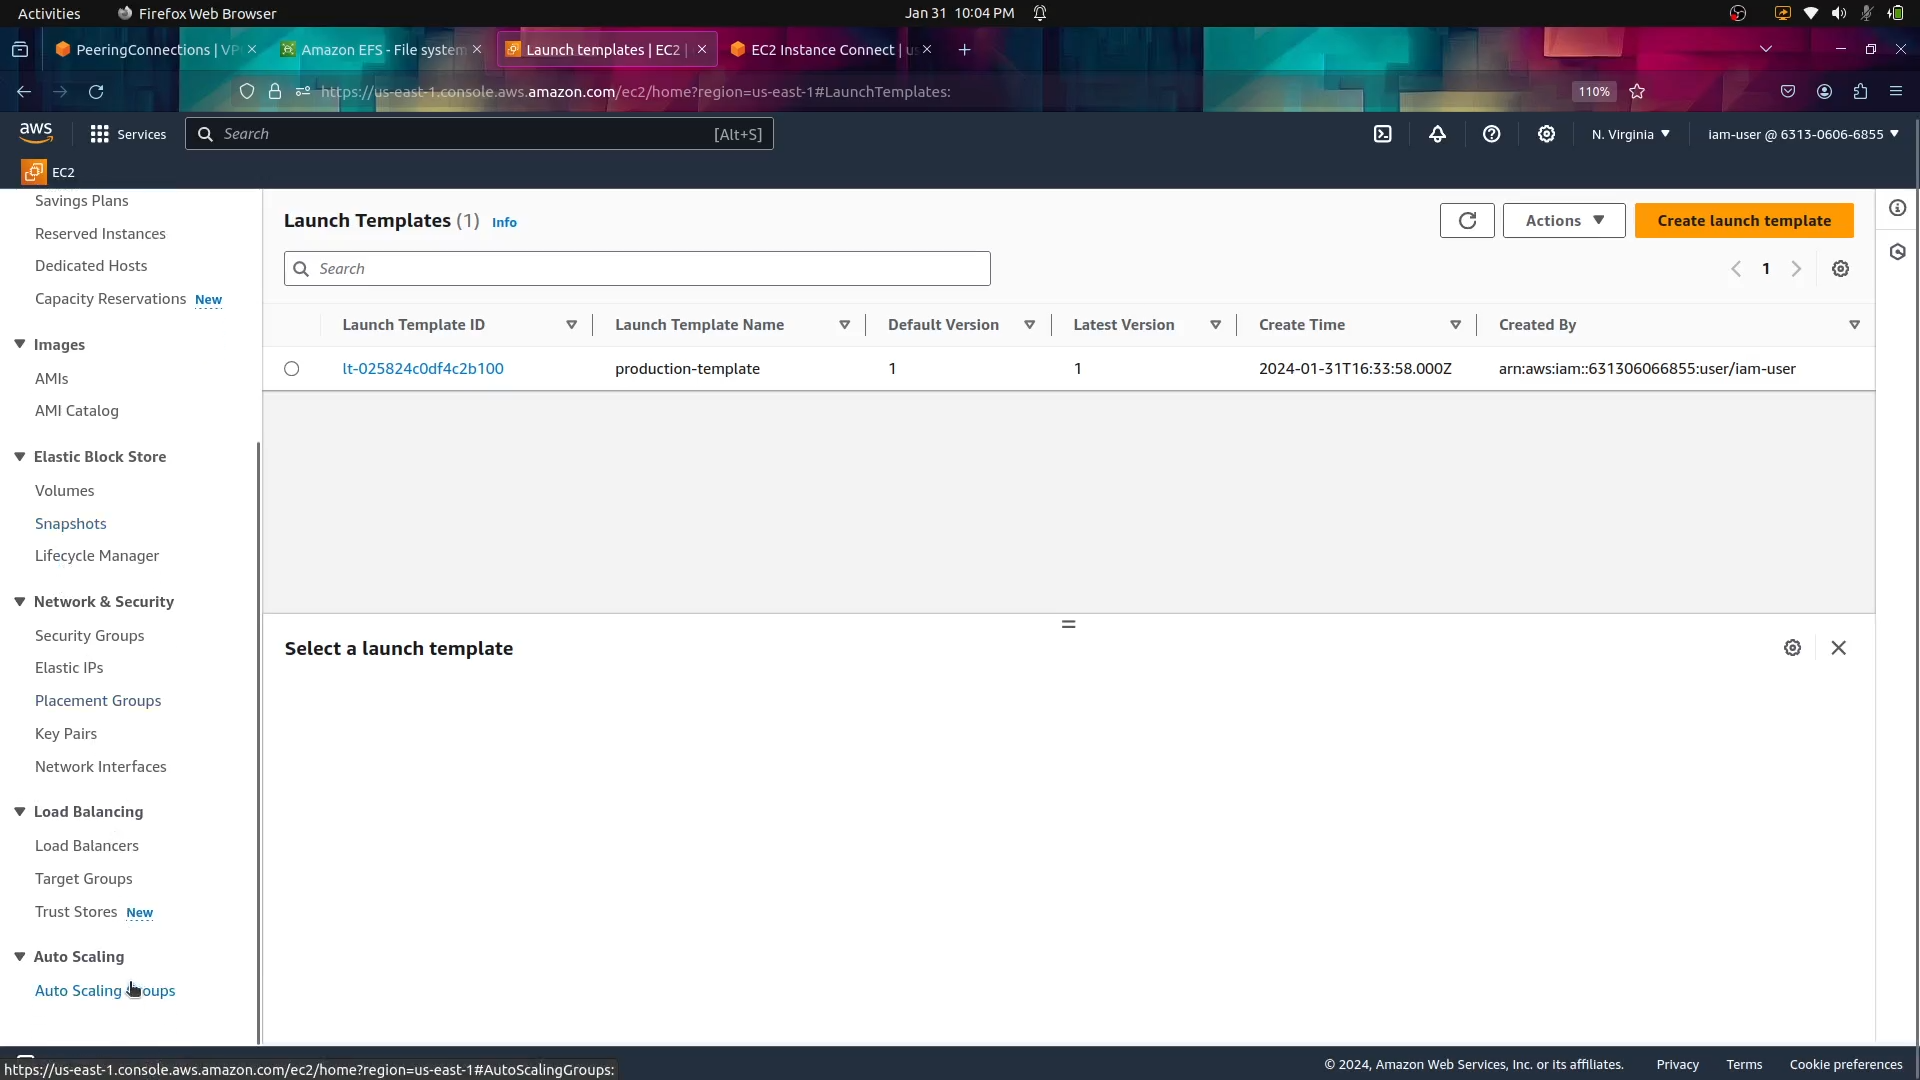 Activities
Firefox Web Browser
Jan 31 10:04 PM
PeeringConnections | VP
Amazon EFS - File system
Launch templates | EC2 |
EC2 Instance Connect | us
https://us-east-1.console.aws.amazon.com/ec2/home?region=us-east-1#LaunchTemplates:
110%
aws
Services
Search
[Alt+S]
N. Virginia
iam-user @ 6313-0606-6855
EC2
Savings Plans
Reserved Instances
Dedicated Hosts
Capacity Reservations New
Images
AMIs
AMI Catalog
Elastic Block Store
Volumes
Snapshots
Lifecycle Manager
Network & Security
Security Groups
Elastic IPs
Placement Groups
Key Pairs
Network Interfaces
Load Balancing
Load Balancers
Target Groups
Trust Stores New
Auto Scaling
Auto Scaling
Launch Templates (1) Info
Actions
Create launch template
Search
1
Launch Template ID
Launch Template Name
Default Version
Latest Version
Create Time
Created By
lt-025824c0df4c2b100
production-template
1
1
2024-01-31T16:33:58.000Z
arn:aws:iam::631306066855:user/iam-user
Select a launch template
https://us-east-1.console.aws.amazon.com/ec2/home?region=us-east-1#AutoScalingGroups:
© 2024, Amazon Web Services, Inc. or its affiliates.
Privacy
Terms
Cookie preferences